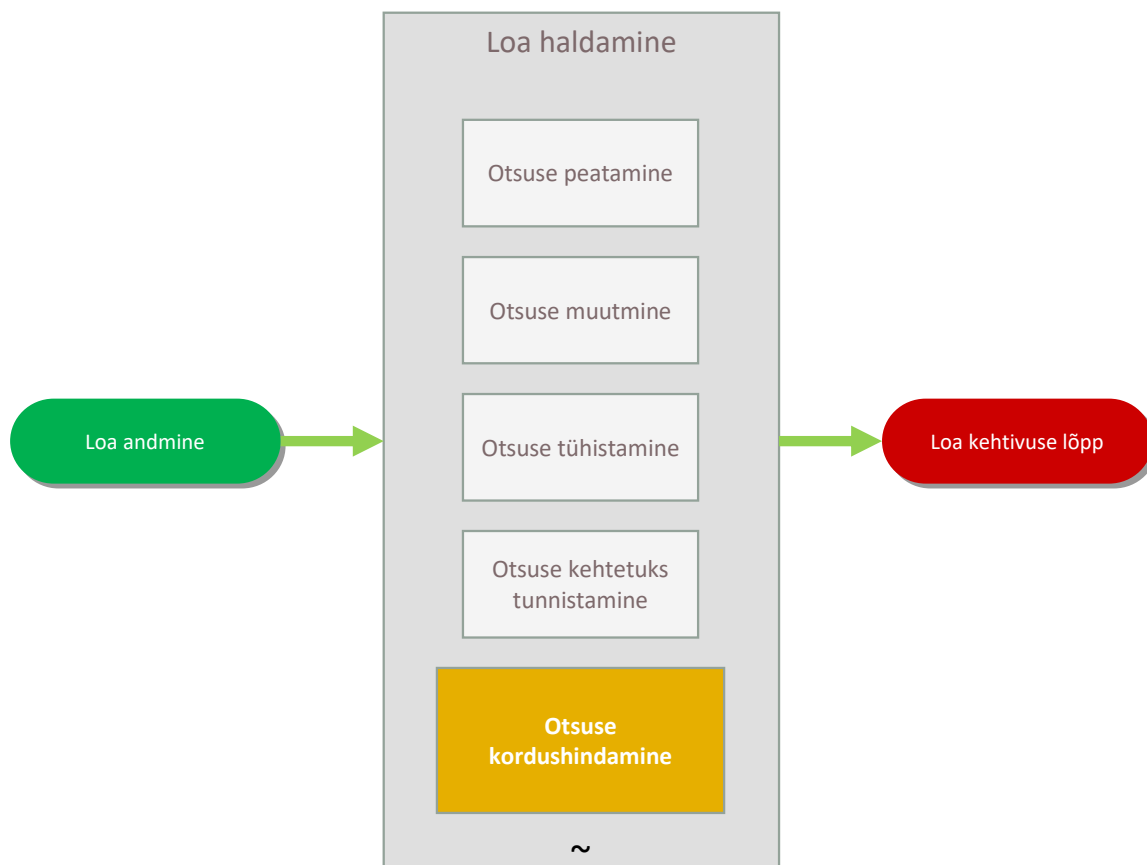 Loa haldamine
Otsuse peatamine
Otsuse muutmine
Loa andmine
Otsuse tühistamine
Loa kehtivuse lõpp
Otsuse kehtetuks
tunnistamine
Otsuse
kordushindamine
~